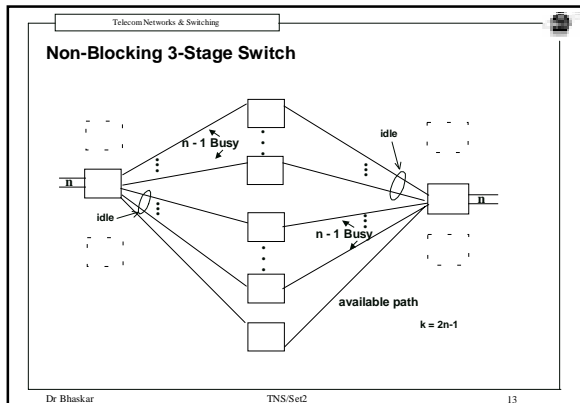 Telecom Networks & Switching
Non-Blocking 3-Stage Switch
n - 1 Busy
idle
n
n
idle
n - 1 Busy
available path
k = 2n-1
Dr Bhaskar
TNS/Set2
13